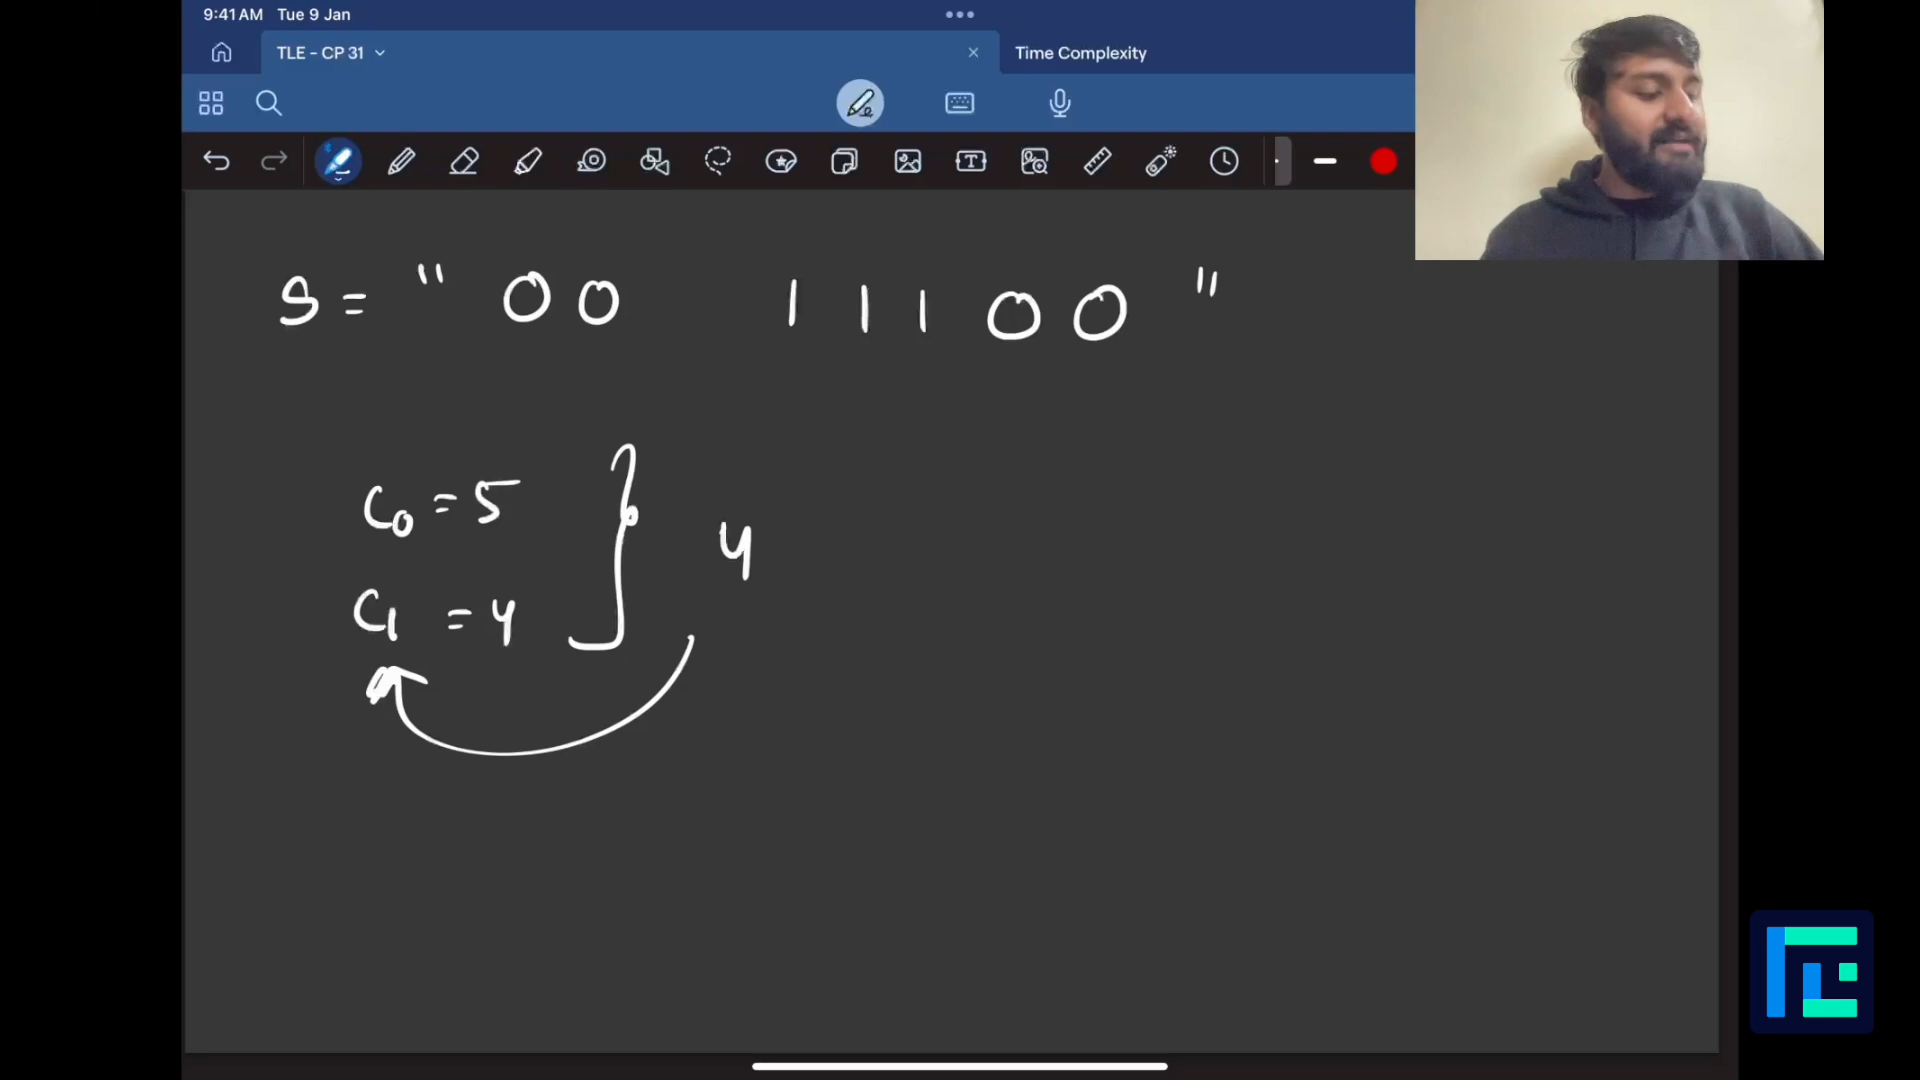 9:41 AM Tue 9 Jan
TLE - CP 31
Time Complexity
S = " 0 0 1 1 1 0 0 "
C0 = 5
4
C1 = 4